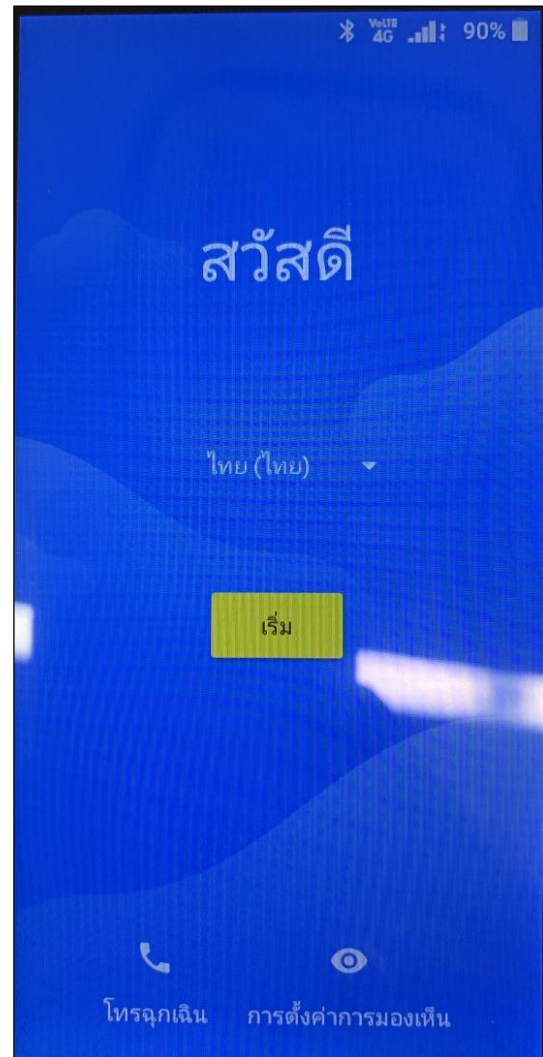 VoLTE 4G 90%
สวัสดี
ไทย (ไทย)
เริ่ม
โทรฉุกเฉิน การตั้งค่าการมองเห็น